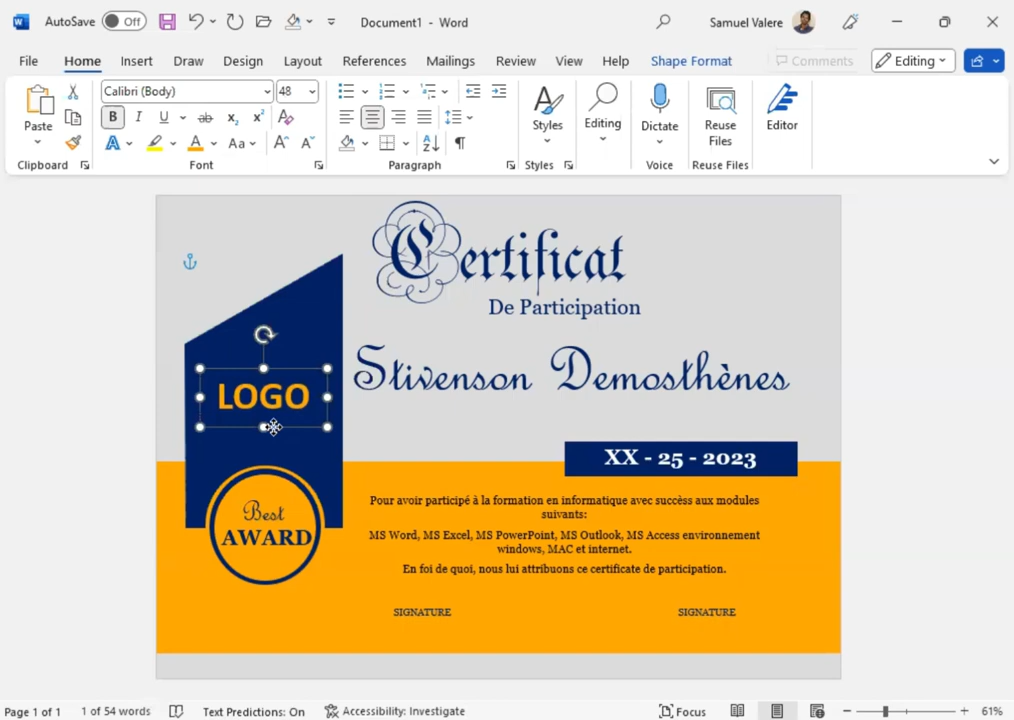 AutoSave Off Document1 - Word Samuel Valere
File Home Insert Draw Design Layout References Mailings Review View Help Shape Format Comments Editing
Paste Calibri (Body) 48 Styles Editing Dictate Reuse Files Editor
B I U ab x₂ x² A
A A Aa A A
Clipboard Font Paragraph Styles Voice Reuse Files
Certificat
De Participation
Stivenson Demosthènes
LOGO
XX - 25 - 2023
Best
AWARD
Pour avoir participé à la formation en informatique avec succèss aux modules
suivants:
MS Word, MS Excel, MS PowerPoint, MS Outlook, MS Access environnement
windows, MAC et internet.
En foi de quoi, nous lui attribuons ce certificate de participation.
SIGNATURE SIGNATURE
Page 1 of 1 1 of 54 words Text Predictions: On Accessibility: Investigate Focus 61%